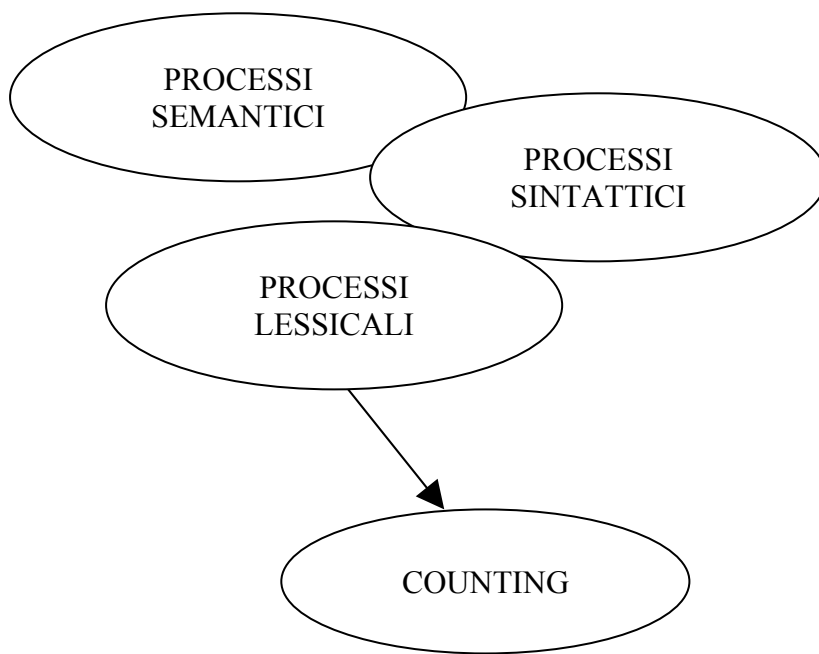 PROCESSI
SEMANTICI
PROCESSI
SINTATTICI
PROCESSI
LESSICALI
COUNTING